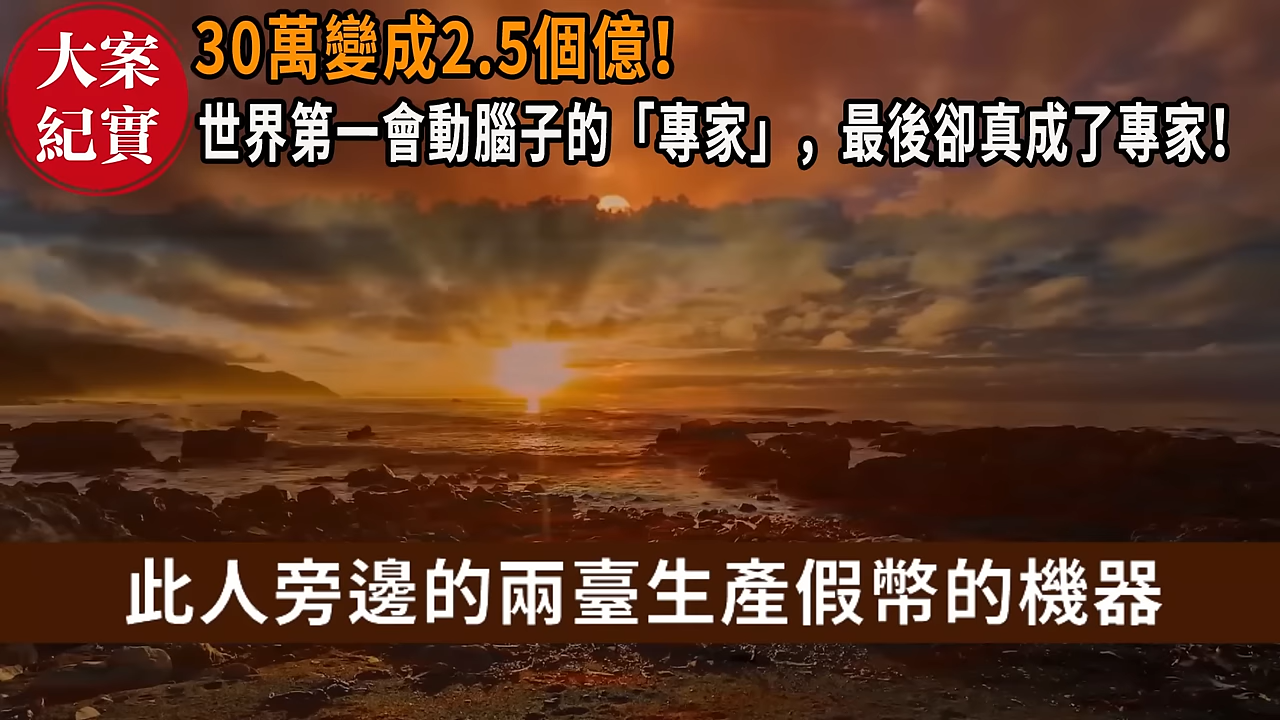 大案
紀實
30萬變成2.5個億！
世界第一會動腦子的「專家」，最後卻真成了專家！
此人旁邊的兩臺生產假幣的機器